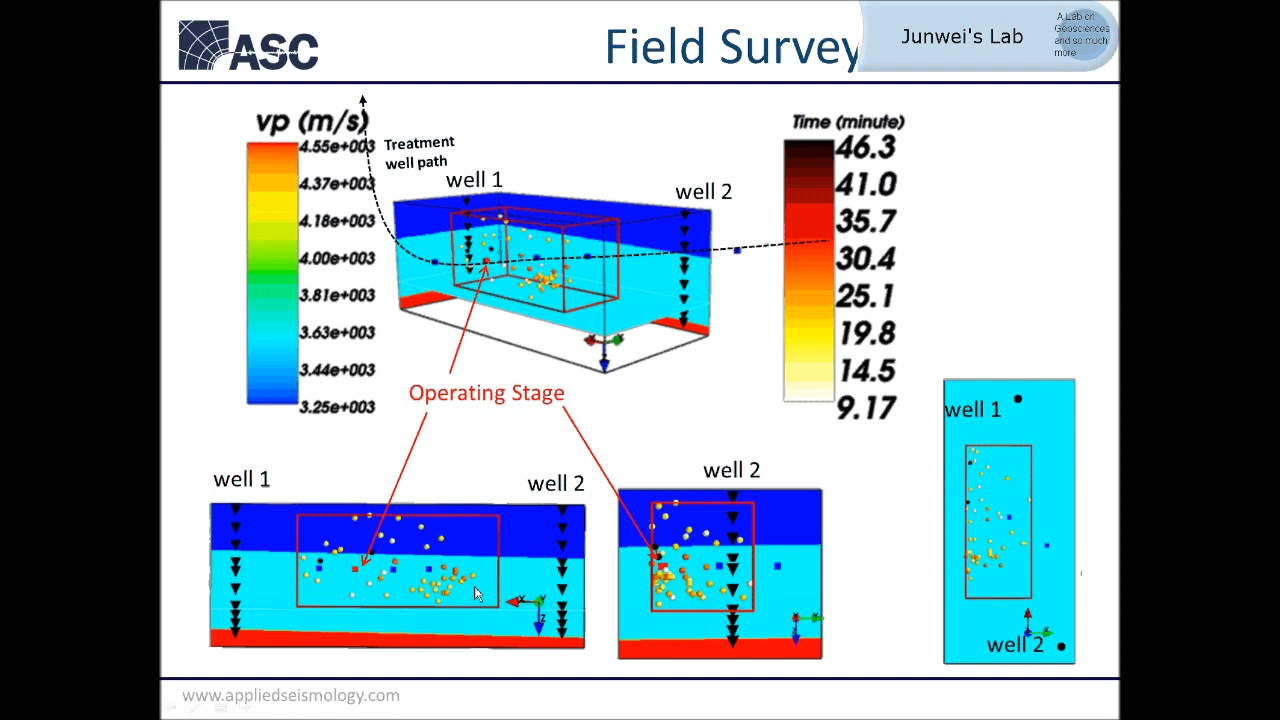 ASC
Field Survey
Junwei's Lab
A Lab on
Geosciences
and so much
more
vp (m/s)
4.55e+003
4.37e+003
4.18e+003
4.00e+003
3.81e+003
3.63e+003
3.44e+003
3.25e+003
Treatment
well path
well 1
well 2
Time (minute)
46.3
41.0
35.7
30.4
25.1
19.8
14.5
9.17
Operating Stage
well 1
well 2
X
Z
well 2
well 1
well 2
www.appliedseismology.com